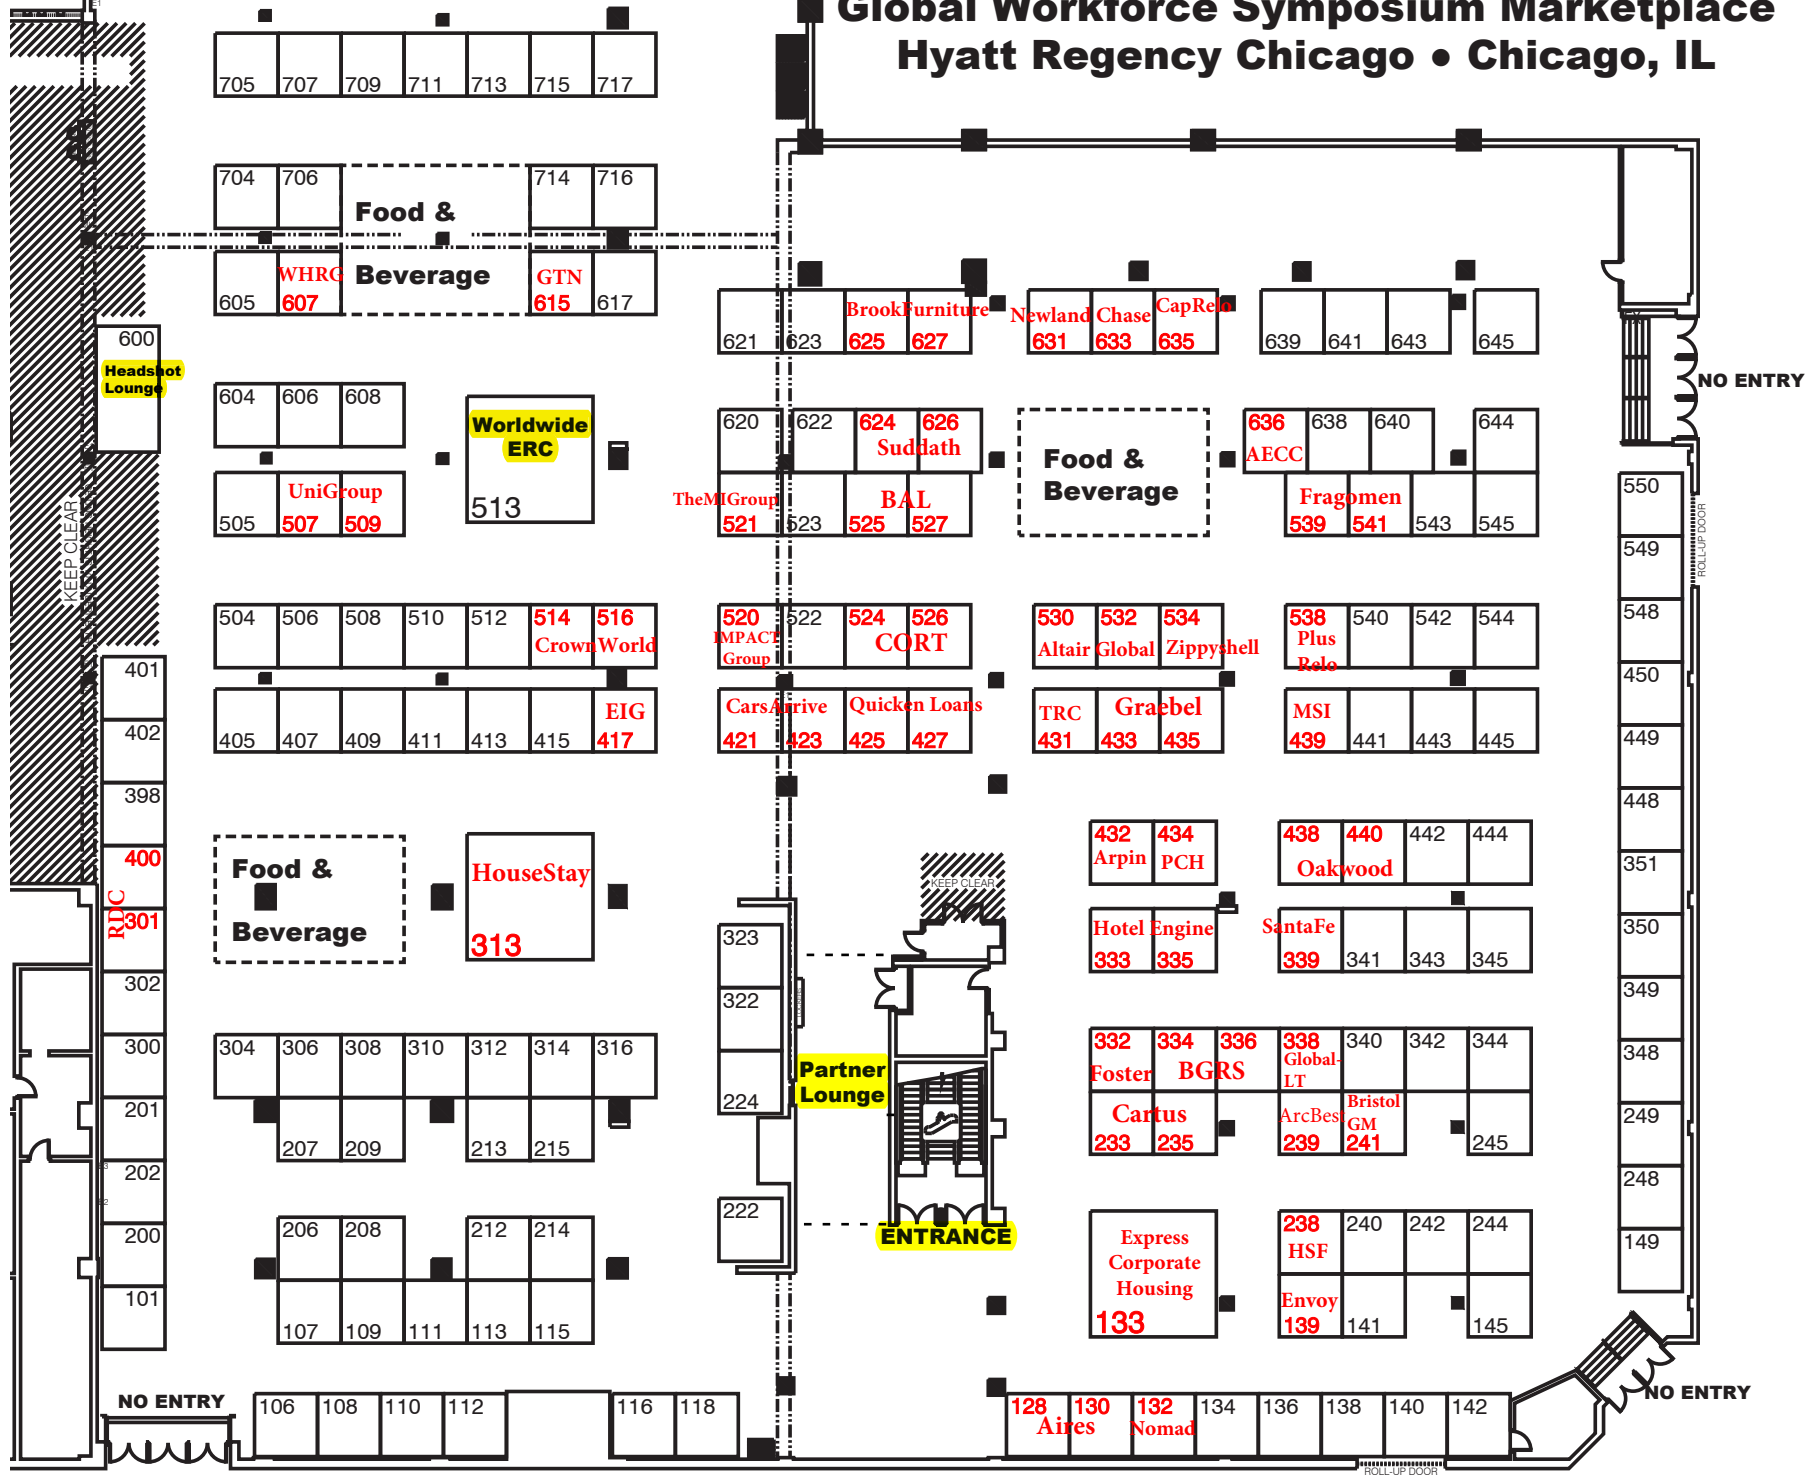 Global Workforce Symposium Marketplace
Hyatt Regency Chicago • Chicago, IL
705 707 709 711 713 715 717
704 706 714 716
Food &
Beverage
WHRG GTN
605 607 615 617
600
Headshot
Lounge
BrookFurniture Newland Chase CapRelo
621 623 625 627 631 633 635 639 641 643 645
NO ENTRY
604 606 608
Worldwide
ERC
513
620 622 624 626
Suddath
Food &
Beverage
636 638 640 644
AECC
UniGroup
505 507 509
TheMIGroup BAL
521 523 525 527
Fragomen
539 541 543 545
KEEP CLEAR
ROLL-UP DOOR
550
549
548
450
449
448
351
350
349
348
249
248
149
504 506 508 510 512 514 516
CrownWorld
520 522 524 526
IMPACT
Group
CORT
530 532 534
Altair Global Zippyshell
538 540 542 544
Plus
Relo
EIG
405 407 409 411 413 415 417
CarsArrive Quicken Loans
421 423 425 427
TRC Graebel
431 433 435
MSI
439 441 443 445
401
402
398
400
RDC
301
302
300
201
202
200
101
Food &
Beverage
HouseStay
313
432 434
Arpin PCH
438 440 442 444
Oakwood
KEEP CLEAR
323
322
224
222
Hotel Engine
333 335
SantaFe
339 341 343 345
304 306 308 310 312 314 316
207 209 213 215
Partner
Lounge
332 334 336 338 340 342 344
Foster BGRS
Global-
LT
Cartus
233 235
ArcBest
239
Bristol
GM
241
245
ENTRANCE
206 208 212 214
107 109 111 113 115
Express
Corporate
Housing
133
238 240 242 244
HSF
Envoy
139 141 145
NO ENTRY
106 108 110 112 116 118
128 130 132 134 136 138 140 142
Aires Nomad
NO ENTRY
ROLL-UP DOOR